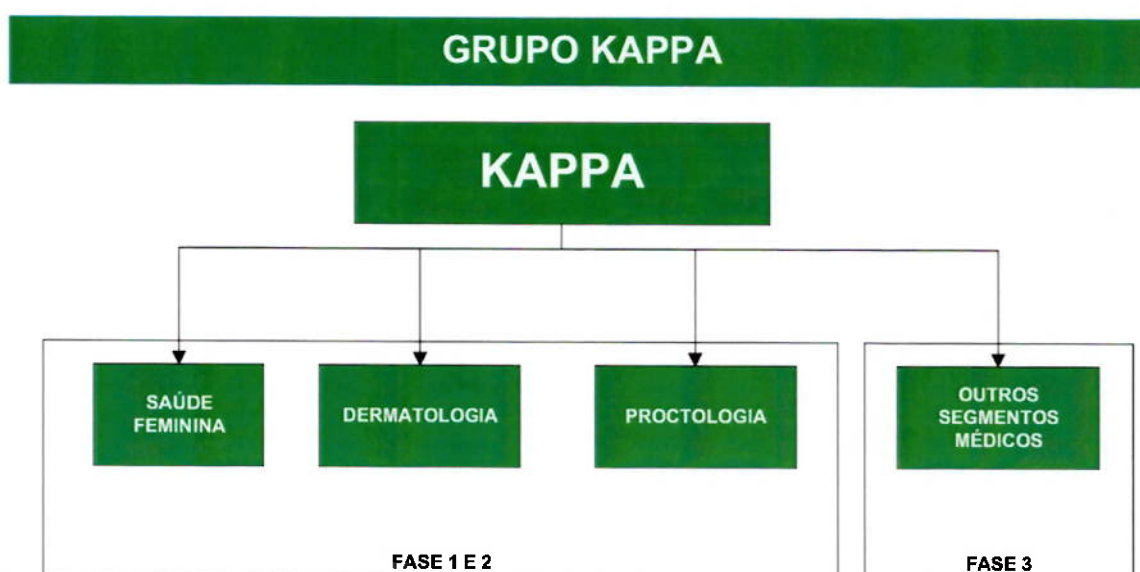 GRUPO KAPPA
KAPPA
SAÚDE
FEMININA
DERMATOLOGIA
PROCTOLOGIA
OUTROS
SEGMENTOS
MÉDICOS
FASE 1 E 2
FASE 3